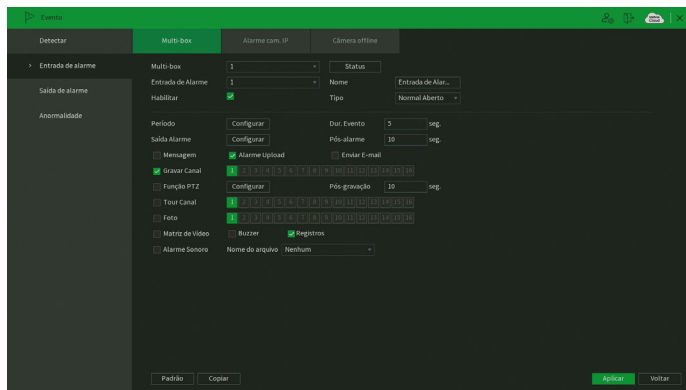 Evento
Detectar
Multi-box Alarme cam. IP Câmera offline
Entrada de alarme
Saída de alarme
Anormalidade
Multi-box 1 Status
Entrada de Alarme 1 Nome Entrada de Alar...
Habilitar Tipo Normal Aberto
Período Configurar Dur. Evento 5 seg.
Saída Alarme Configurar Pós-alarme 10 seg.
Mensagem Alarme Upload Enviar E-mail
Gravar Canal 1 2 3 4 5 6 7 8 9 10 11 12 13 14 15 16
Função PTZ Configurar Pós-gravação 10 seg.
Tour Canal 1 2 3 4 5 6 7 8 9 10 11 12 13 14 15 16
Foto 1 2 3 4 5 6 7 8 9 10 11 12 13 14 15 16
Matriz de Vídeo Buzzer Registros
Alarme Sonoro Nome do arquivo Nenhum
Padrão Copiar Aplicar Voltar